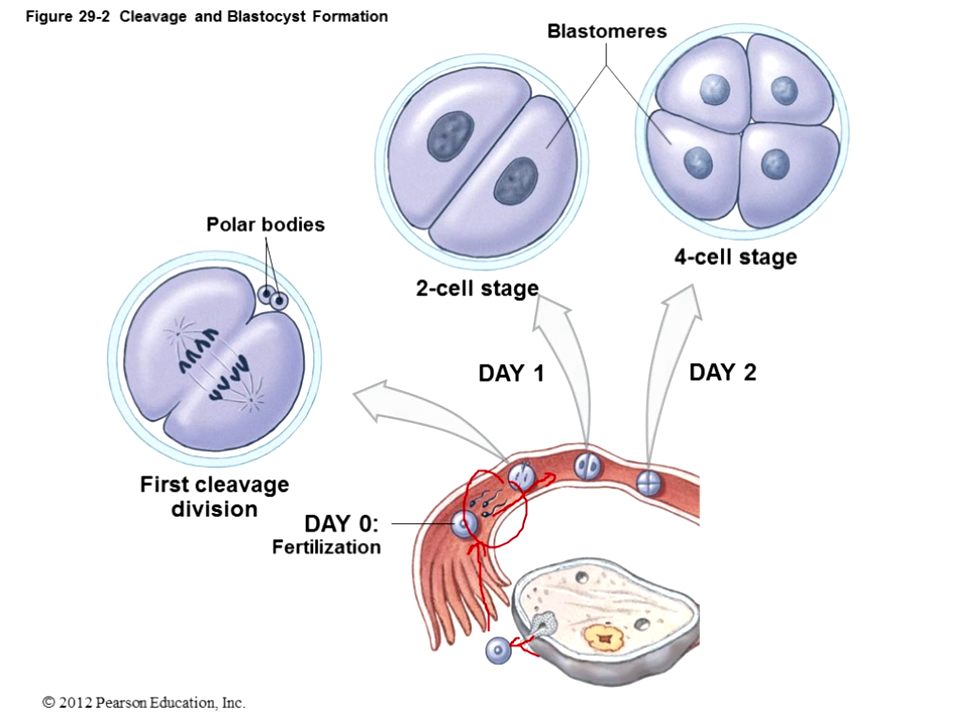 Figure 29-2 Cleavage and Blastocyst Formation
Blastomeres
Polar bodies
4-cell stage
2-cell stage
DAY 1
DAY 2
First cleavage
division
DAY 0:
Fertilization
© 2012 Pearson Education, Inc.